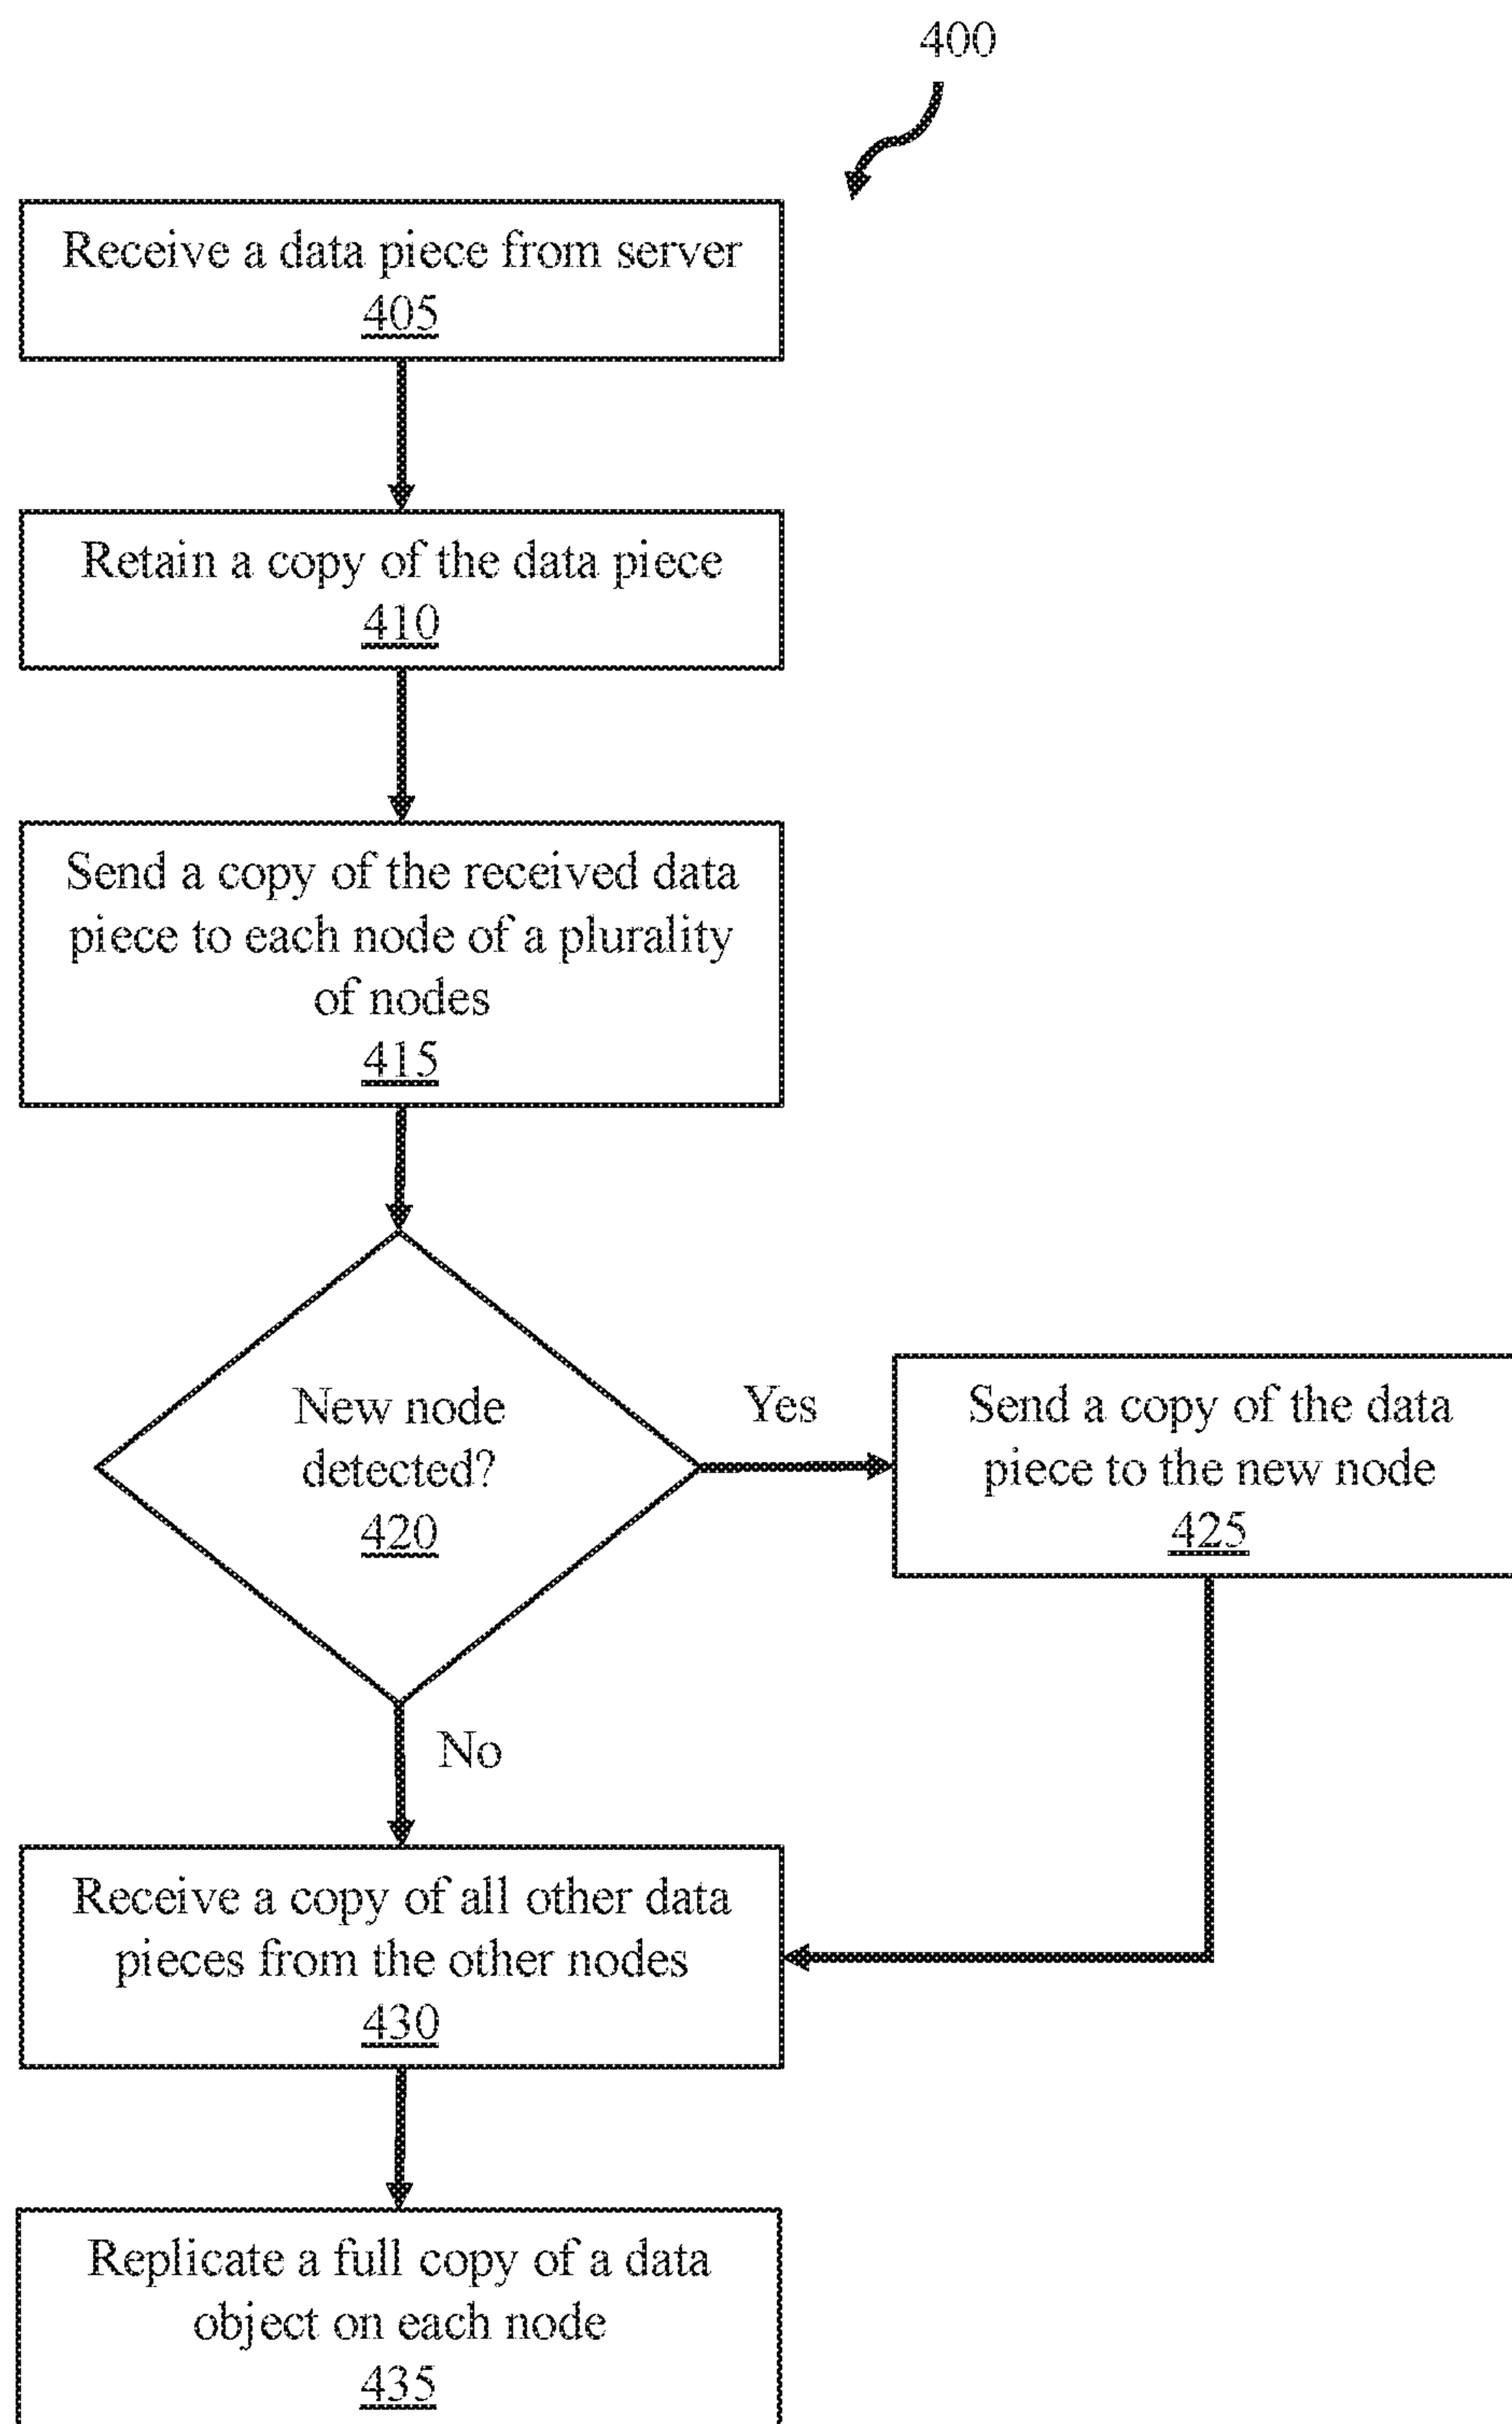 400
Receive a data piece from server
405
Retain a copy of the data piece
410
Send a copy of the received data
piece to each node of a plurality
of nodes
415
New node
detected?
420
Yes
Send a copy of the data
piece to the new node
425
No
Receive a copy of all other data
pieces from the other nodes
430
Replicate a full copy of a data
object on each node
435